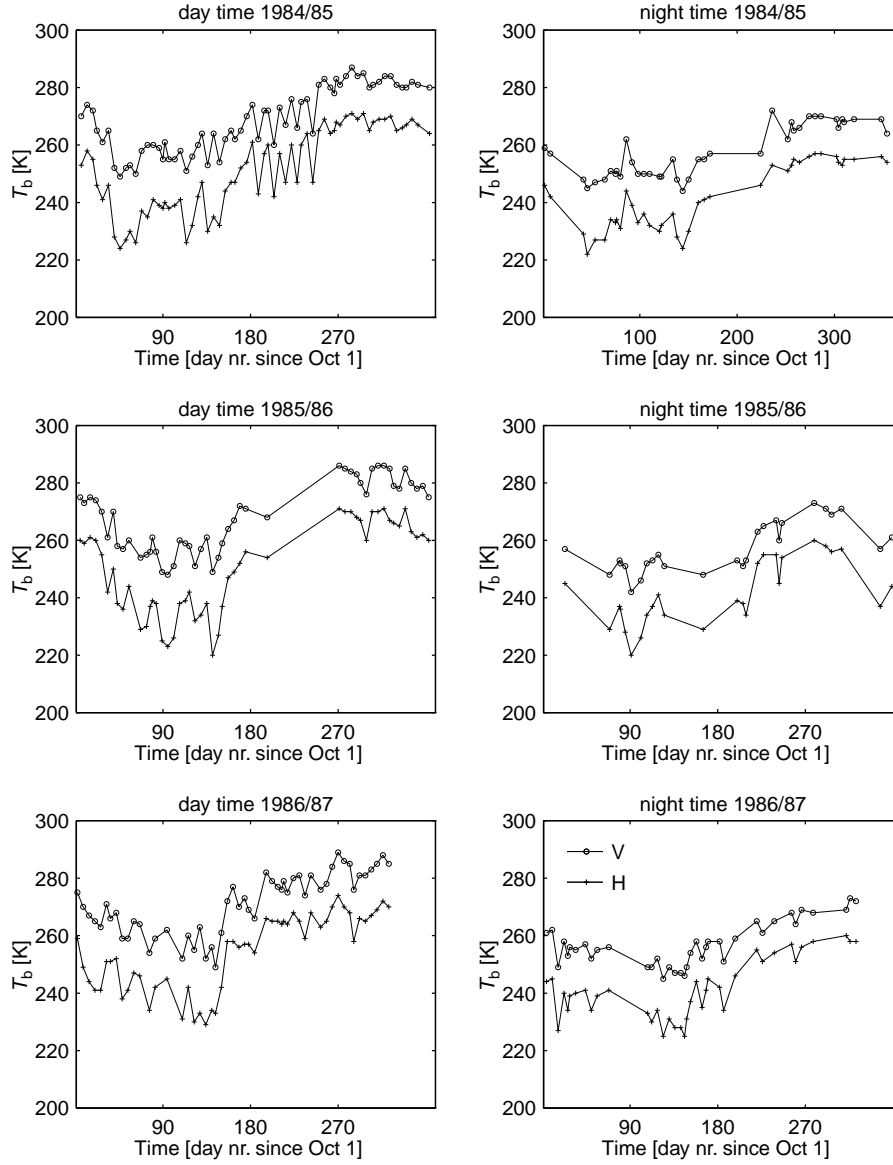 day time 1984/85
300
280
260
240
220
200
T_b [K]
90 180 270
Time [day nr. since Oct 1]
night time 1984/85
300
280
260
240
220
200
T_b [K]
100 200 300
Time [day nr. since Oct 1]
day time 1985/86
300
280
260
240
220
200
T_b [K]
90 180 270
Time [day nr. since Oct 1]
night time 1985/86
300
280
260
240
220
200
T_b [K]
90 180 270
Time [day nr. since Oct 1]
day time 1986/87
300
280
260
240
220
200
T_b [K]
90 180 270
Time [day nr. since Oct 1]
night time 1986/87
300
280
260
240
220
200
T_b [K]
V
H
90 180 270
Time [day nr. since Oct 1]